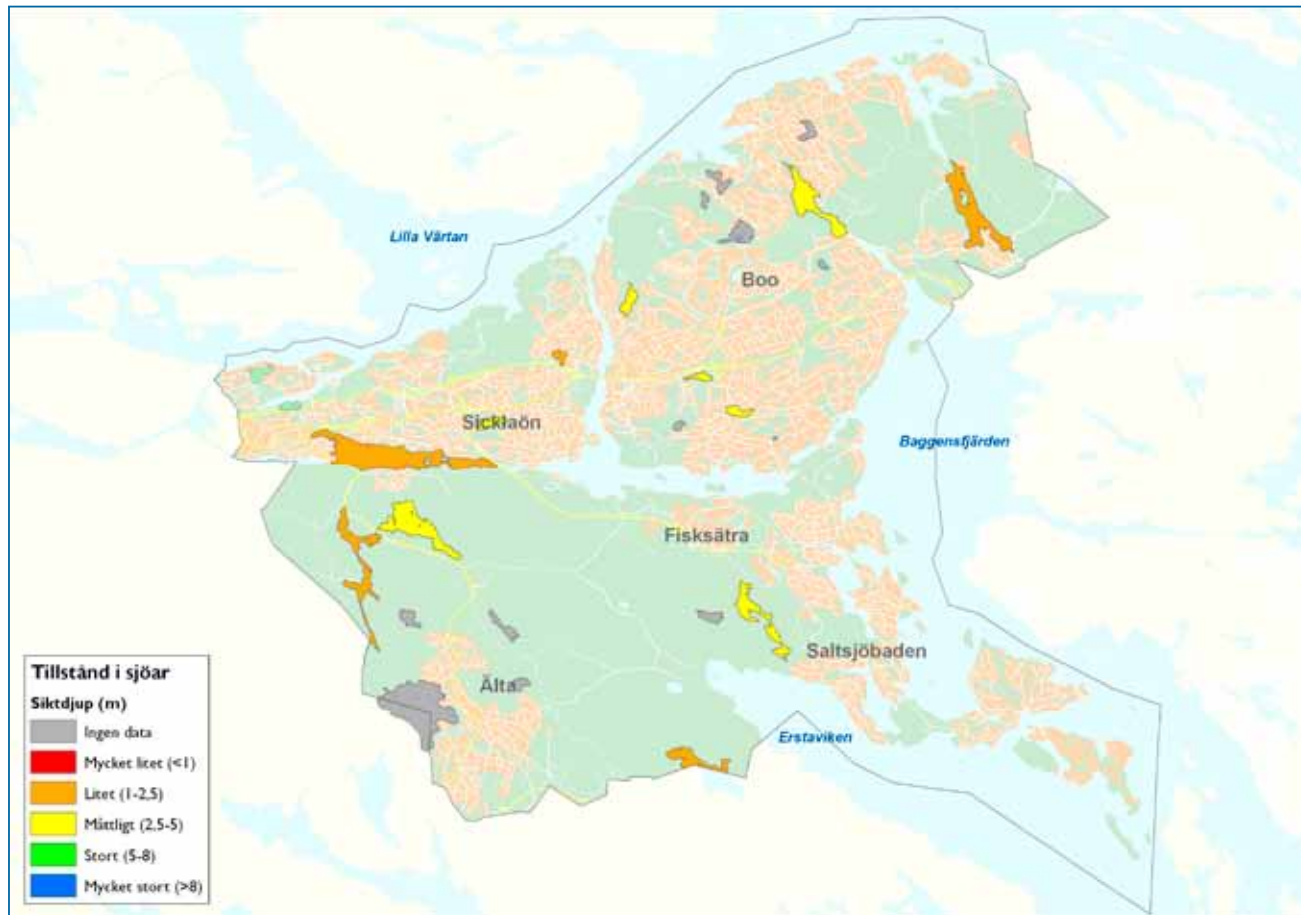 Lilla Värtan
Boo
Sicklaön
Baggensfjärden
Fisksätra
Saltsjöbaden
Älta
Erstaviken
Tillstånd i sjöar
Siktdjup (m)
Ingen data
Mycket litet (<1)
Litet (1-2,5)
Måttligt (2,5-5)
Stort (5-8)
Mycket stort (>8)